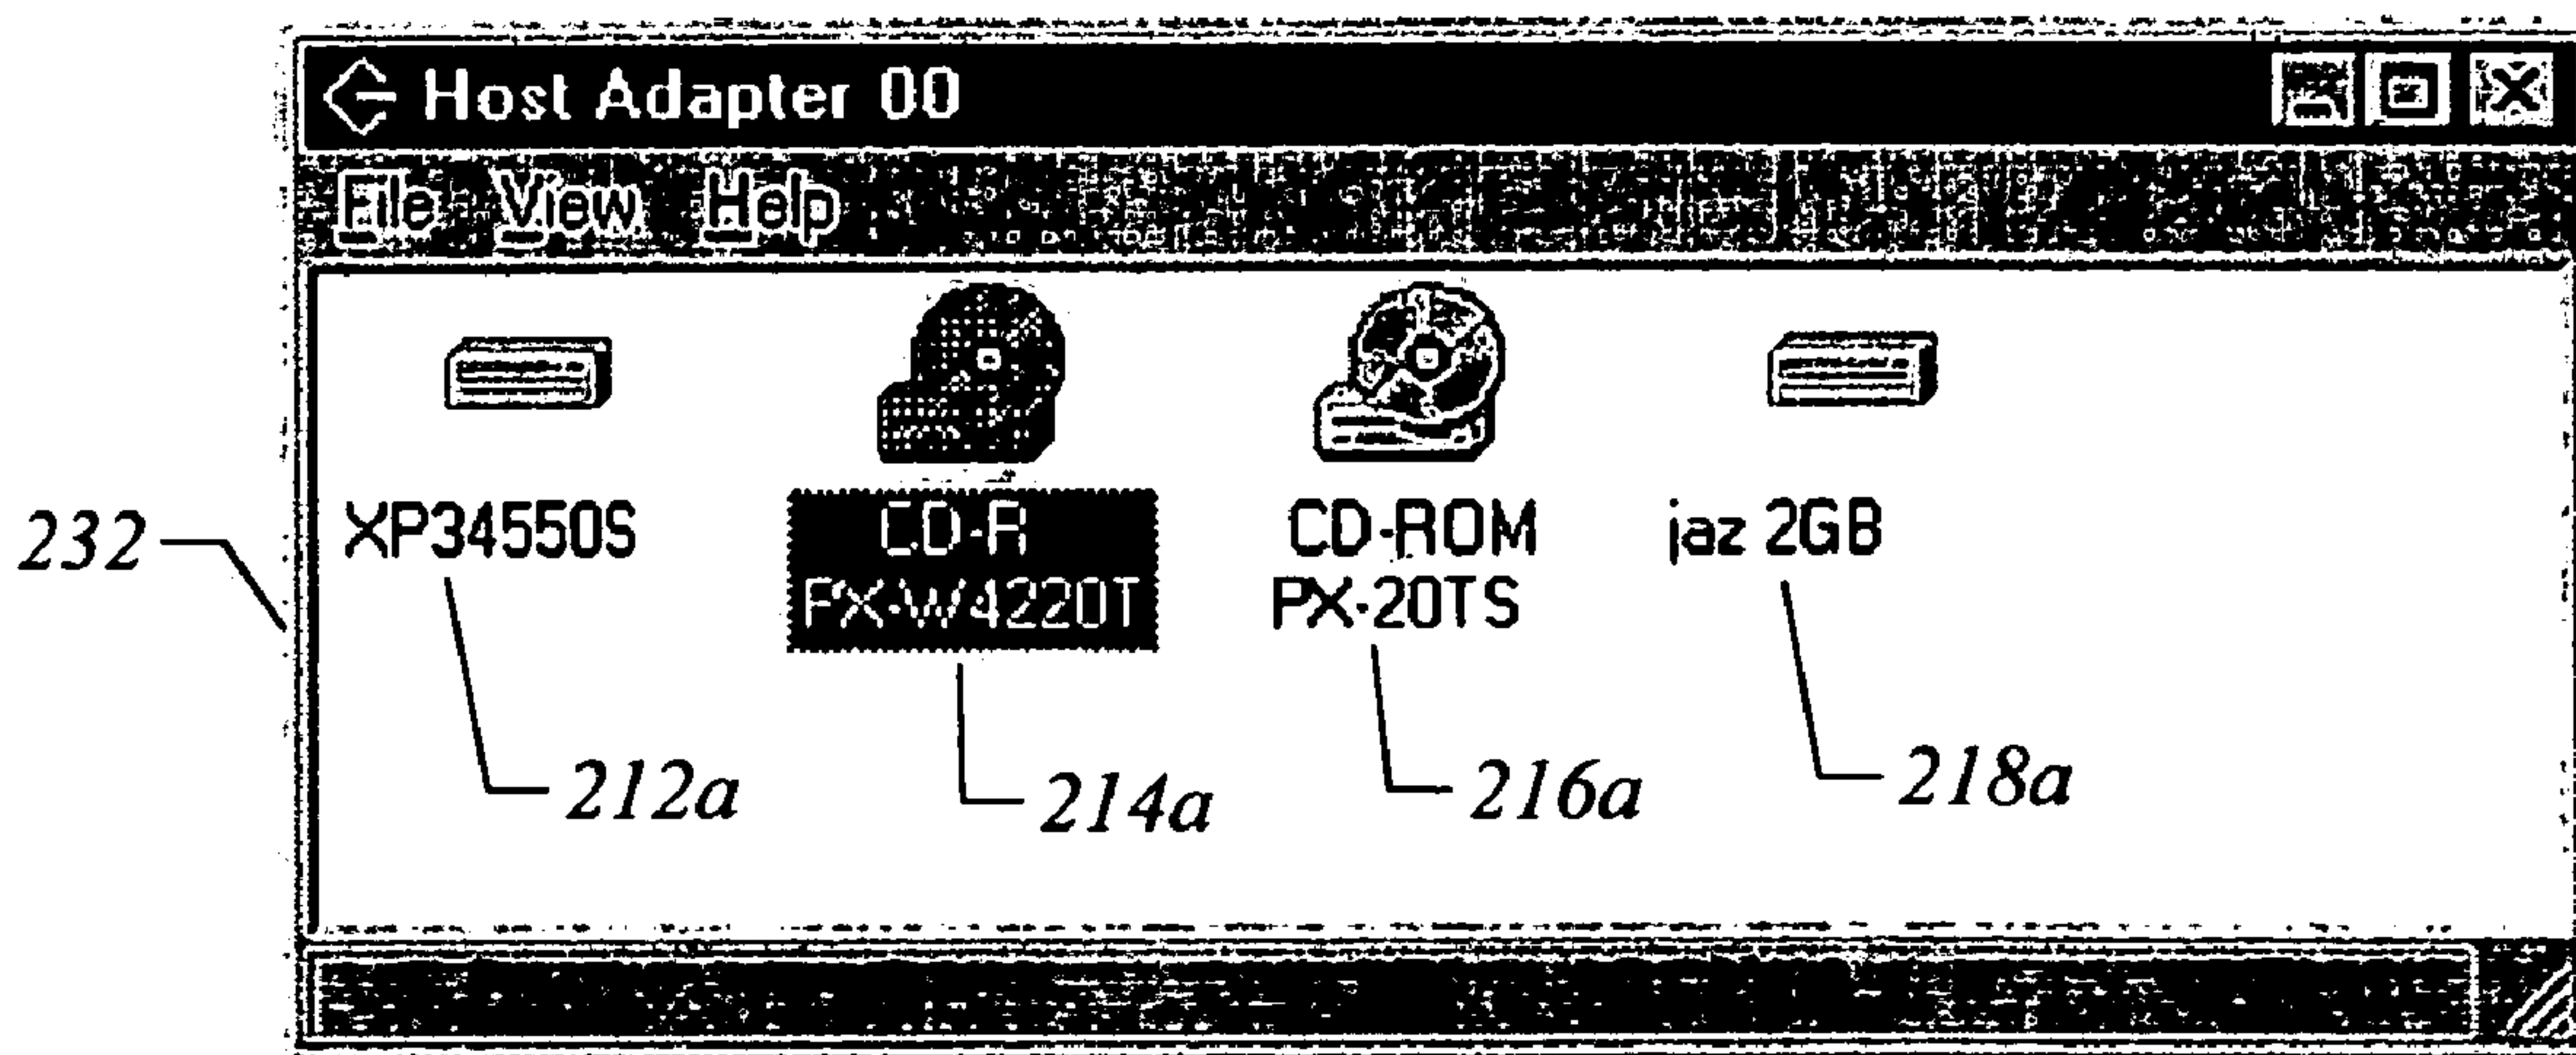 Host Adapter 00
File View Help
XP34550S
CD-R
PX-W4220T
CD-ROM
PX-20TS
jaz 2GB
232
212a
214a
216a
218a